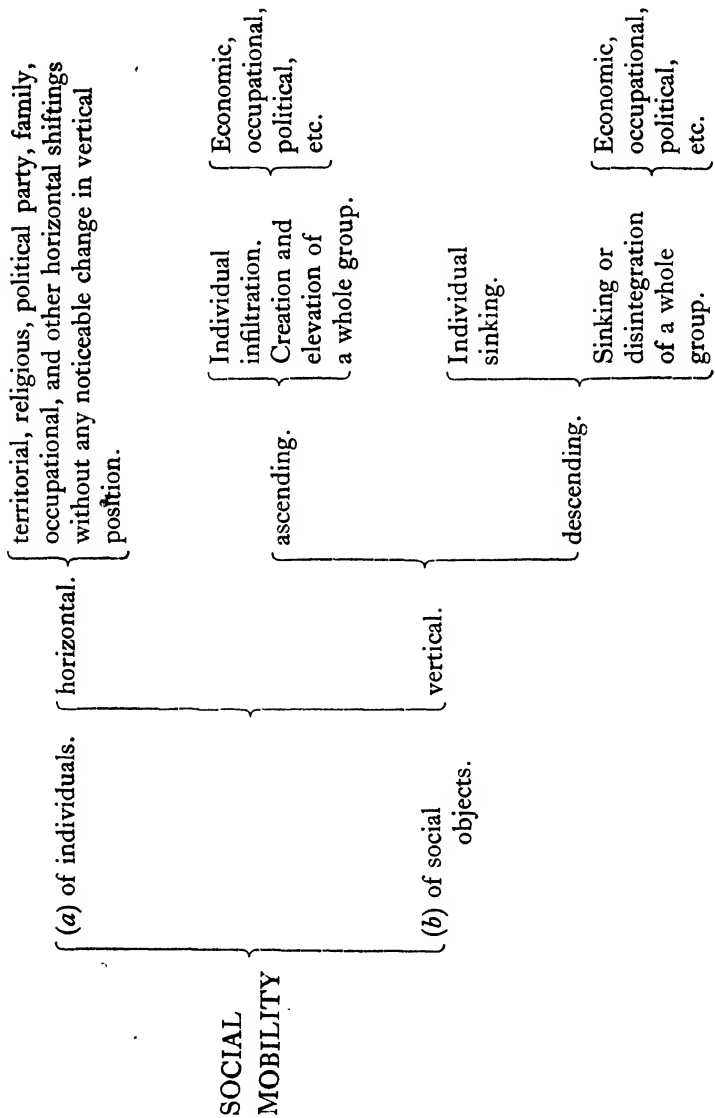 SOCIAL
MOBILITY
(a) of individuals.
(b) of social
objects.
horizontal.
vertical.
territorial, religious, political party, family,
occupational, and other horizontal shiftings
without any noticeable change in vertical
position.
ascending.
descending.
Individual
infiltration.
Creation and
elevation of
a whole group.
Economic,
occupational,
political,
etc.
Individual
sinking.
Sinking or
disintegration
of a whole
group.
Economic,
occupational,
political,
etc.